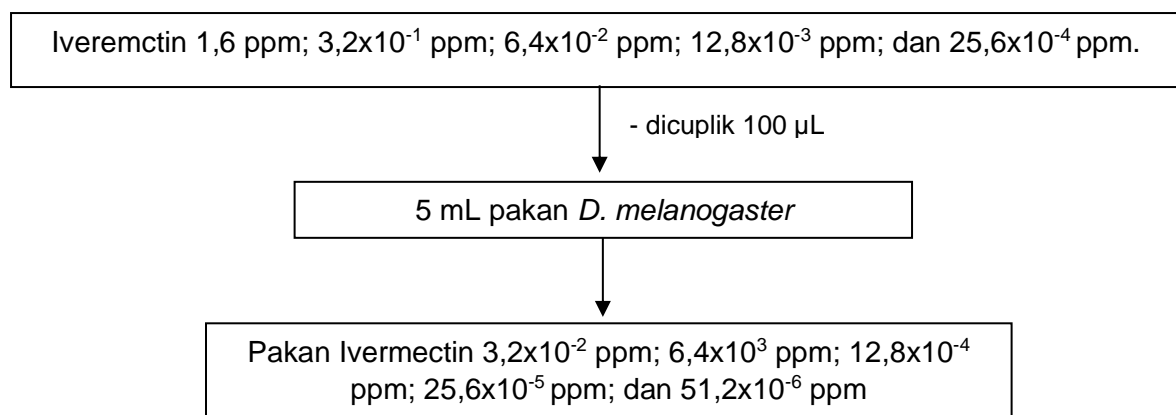 Iveremctin 1,6 ppm; 3,2x10⁻¹ ppm; 6,4x10⁻² ppm; 12,8x10⁻³ ppm; dan 25,6x10⁻⁴ ppm.
- dicuplik 100 µL
5 mL pakan D. melanogaster
Pakan Ivermectin 3,2x10⁻² ppm; 6,4x10³ ppm; 12,8x10⁻⁴
ppm; 25,6x10⁻⁵ ppm; dan 51,2x10⁻⁶ ppm